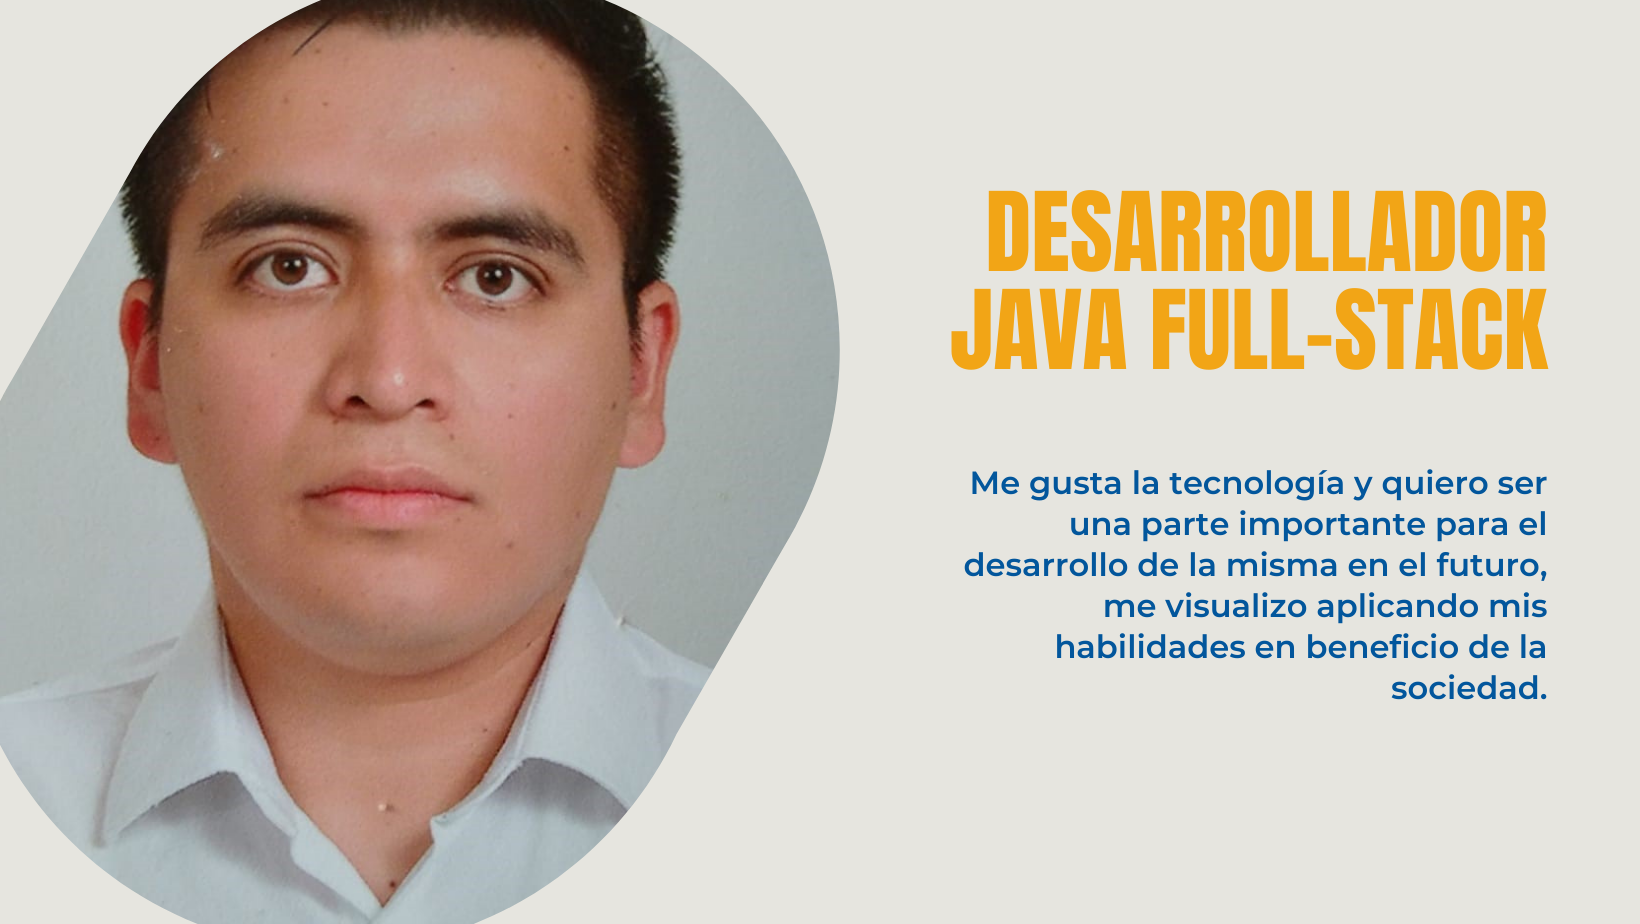 DESARROLLADOR
JAVA FULL-STACK
Me gusta la tecnología y quiero ser
una parte importante para el
desarrollo de la misma en el futuro,
me visualizo aplicando mis
habilidades en beneficio de la
sociedad.